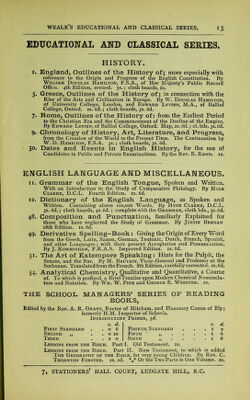 WEALE'S EDUCATIONAL AND CLASSICAL SERIES. 13
EDUCATIONAL AND CLASSICAL SERIES.
HISTORY.
1. England, Outlines of the History of; more especially with
reference to the Origin and Progress of the English Constitution. By
WILLIAM DOUGLAS HAMILTON, F.S.A., of Her Majesty's Public Record
Office. 4th Edition, revised. 5s.; cloth boards, 6s.
5. Greece, Outlines of the History of; in connection with the
Rise of the Arts and Civilization in Europe. By W. DOUGLAS HAMILTON,
of University College, London, and EDWARD LEVIEN, M.A., of Balliol
College, Oxford. 2s. 6d.; cloth boards, 3s. 6d.
7. Rome, Outlines of the History of: from the Earliest Period
to the Christian Era and the Commencement of the Decline of the Empire.
By EDWARD LEVIEN, of Balliol College, Oxford. Map, 2s. 6d.; cl. bds. 3s. 6d.
9. Chronology of History, Art, Literature, and Progress,
from the Creation of the World to the Present Time. The Continuation by
W. D. HAMILTON, F.S.A. 3s.; cloth boards, 3s. 6d.
50. Dates and Events in English History, for the use of
Candidates in Public and Private Examinations. By the Rev. E. RAND. 1s.
ENGLISH LANGUAGE AND MISCELLANEOUS.
11. Grammar of the English Tongue, Spoken and Written.
With an Introduction to the Study of Comparative Philology. By HYDE
CLARKE, D.C.L. Fourth Edition. 1s. 6d.
12. Dictionary of the English Language, as Spoken and
Written. Containing above 100,000 Words. By HYDE CLARKE, D.C.L.
3s. 6d.; cloth boards, 4s. 6d.; complete with the GRAMMAR, cloth bds., 5s. 6d.
48. Composition and Punctuation, familiarly Explained for
those who have neglected the Study of Grammar. By JUSTIN BRENAN
18th Edition. 1s. 6d.
49. Derivative Spelling-Book: Giving the Origin of Every Word
from the Greek, Latin, Saxon, German, Teutonic, Dutch, French, Spanish,
and other Languages; with their present Acceptation and Pronunciation.
By J. ROWBOTHAM, F.R.A.S. Improved Edition. 1s. 6d.
51. The Art of Extempore Speaking: Hints for the Pulpit, the
Senate, and the Bar. By M. BAUTAIN, Vicar-General and Professor at the
Sorbonne. Translated from the French. 8th Edition, carefully corrected. 2s. 6d.
54. Analytical Chemistry, Qualitative and Quantitative, a Course
of. To which is prefixed, a Brief Treatise upon Modern Chemical Nomencla-
ture and Notation. By WM. W. PINK and GEORGE E. WEBSTER. 2s.
THE SCHOOL MANAGERS' SERIES OF READING
BOOKS,
Edited by the Rev. A. R. GRANT, Rector of Hitcham, and Honorary Canon of Ely;
formerly H.M. Inspector of Schools.
INTRODUCTORY PRIMER, 3d.
s. d. s. d.
FIRST STANDARD . 0 6 FOURTH STANDARD . 1 2
SECOND " . 0 10 FIFTH " . 1 6
THIRD " . 1 0 SIXTH " . 1 6
LESSONS FROM THE BIBLE. Part I. Old Testament. 1s.
LESSONS FROM THE BIBLE. Part II. New Testament, to which is added
THE GEOGRAPHY OF THE BIBLE, for very young Children. By Rev. C.
THORNTON FORSTER. 1s. 2d. *** Or the Two Parts in One Volume. 2s.
7, STATIONERS' HALL COURT, LUDGATE HILL, E.C.